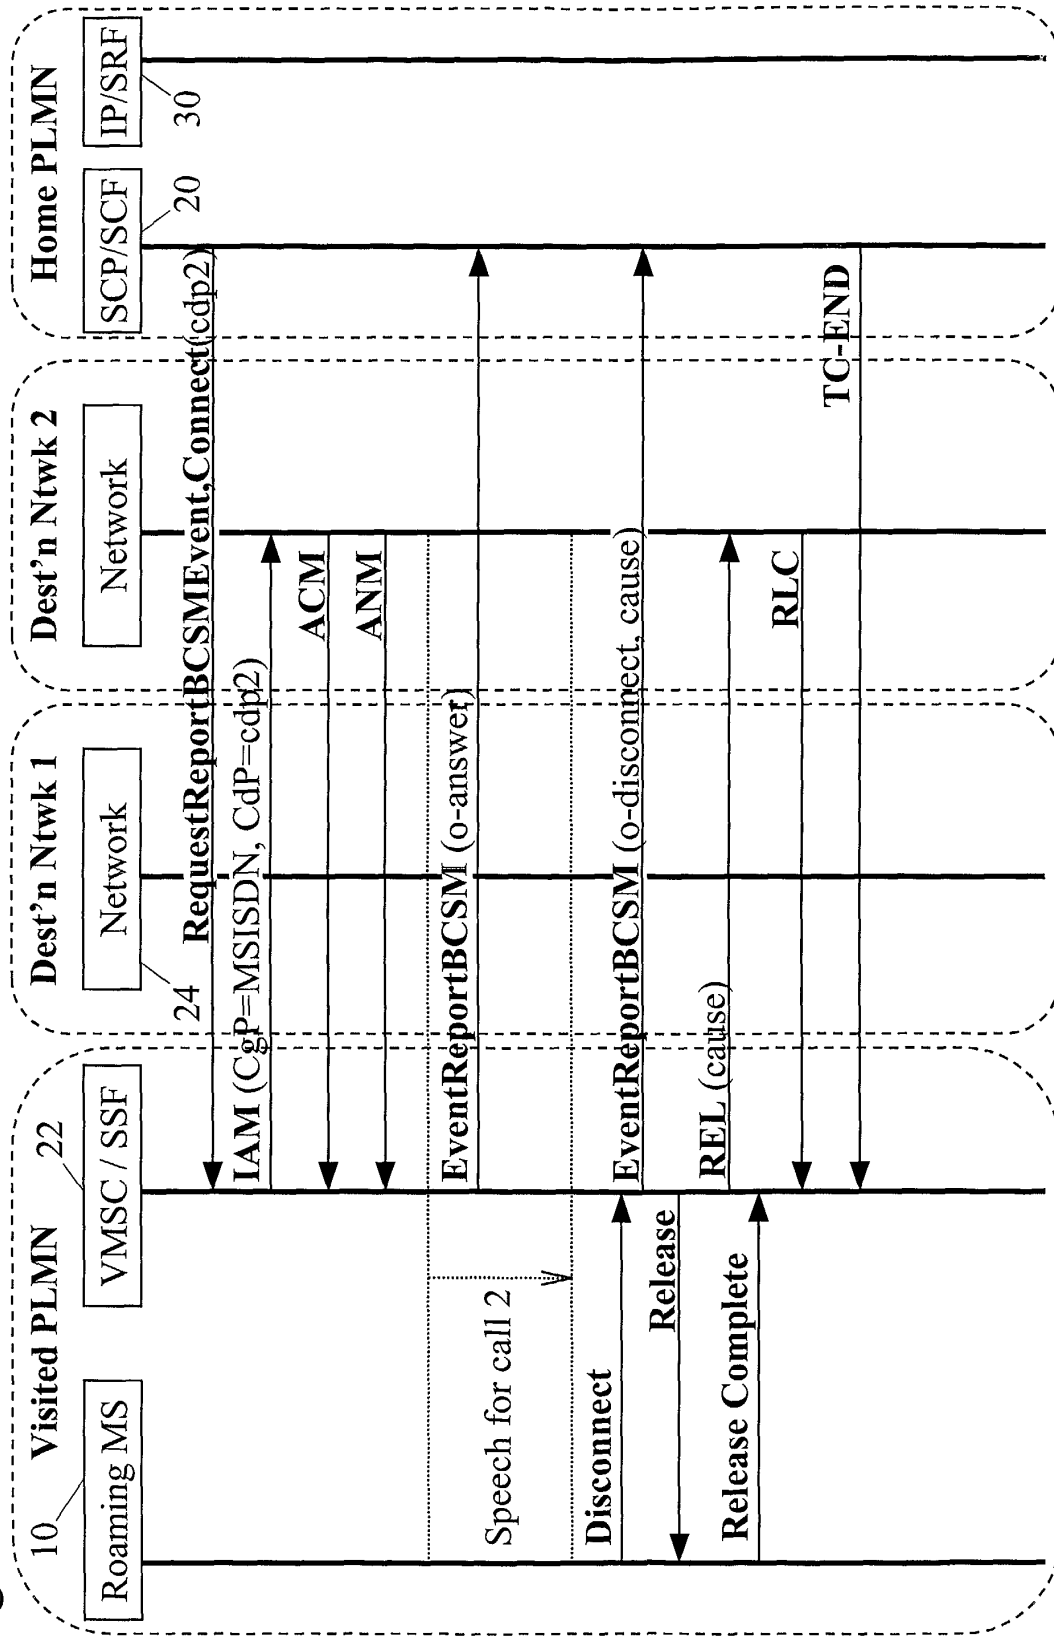 Visited PLMN
Dest'n Ntwk 1
Dest'n Ntwk 2
Home PLMN
10
22
Roaming MS
VMSC / SSF
Network
Network
SCP/SCF
IP/SRF
24
20
30
RequestReportBCSMEvent,Connect(cdp2)
IAM (CgP=MSISDN, CdP=cdp2)
ACM
ANM
EventReportBCSM (o-answer)
Speech for call 2
Disconnect
EventReportBCSM (o-disconnect, cause)
Release
REL (cause)
Release Complete
RLC
TC-END